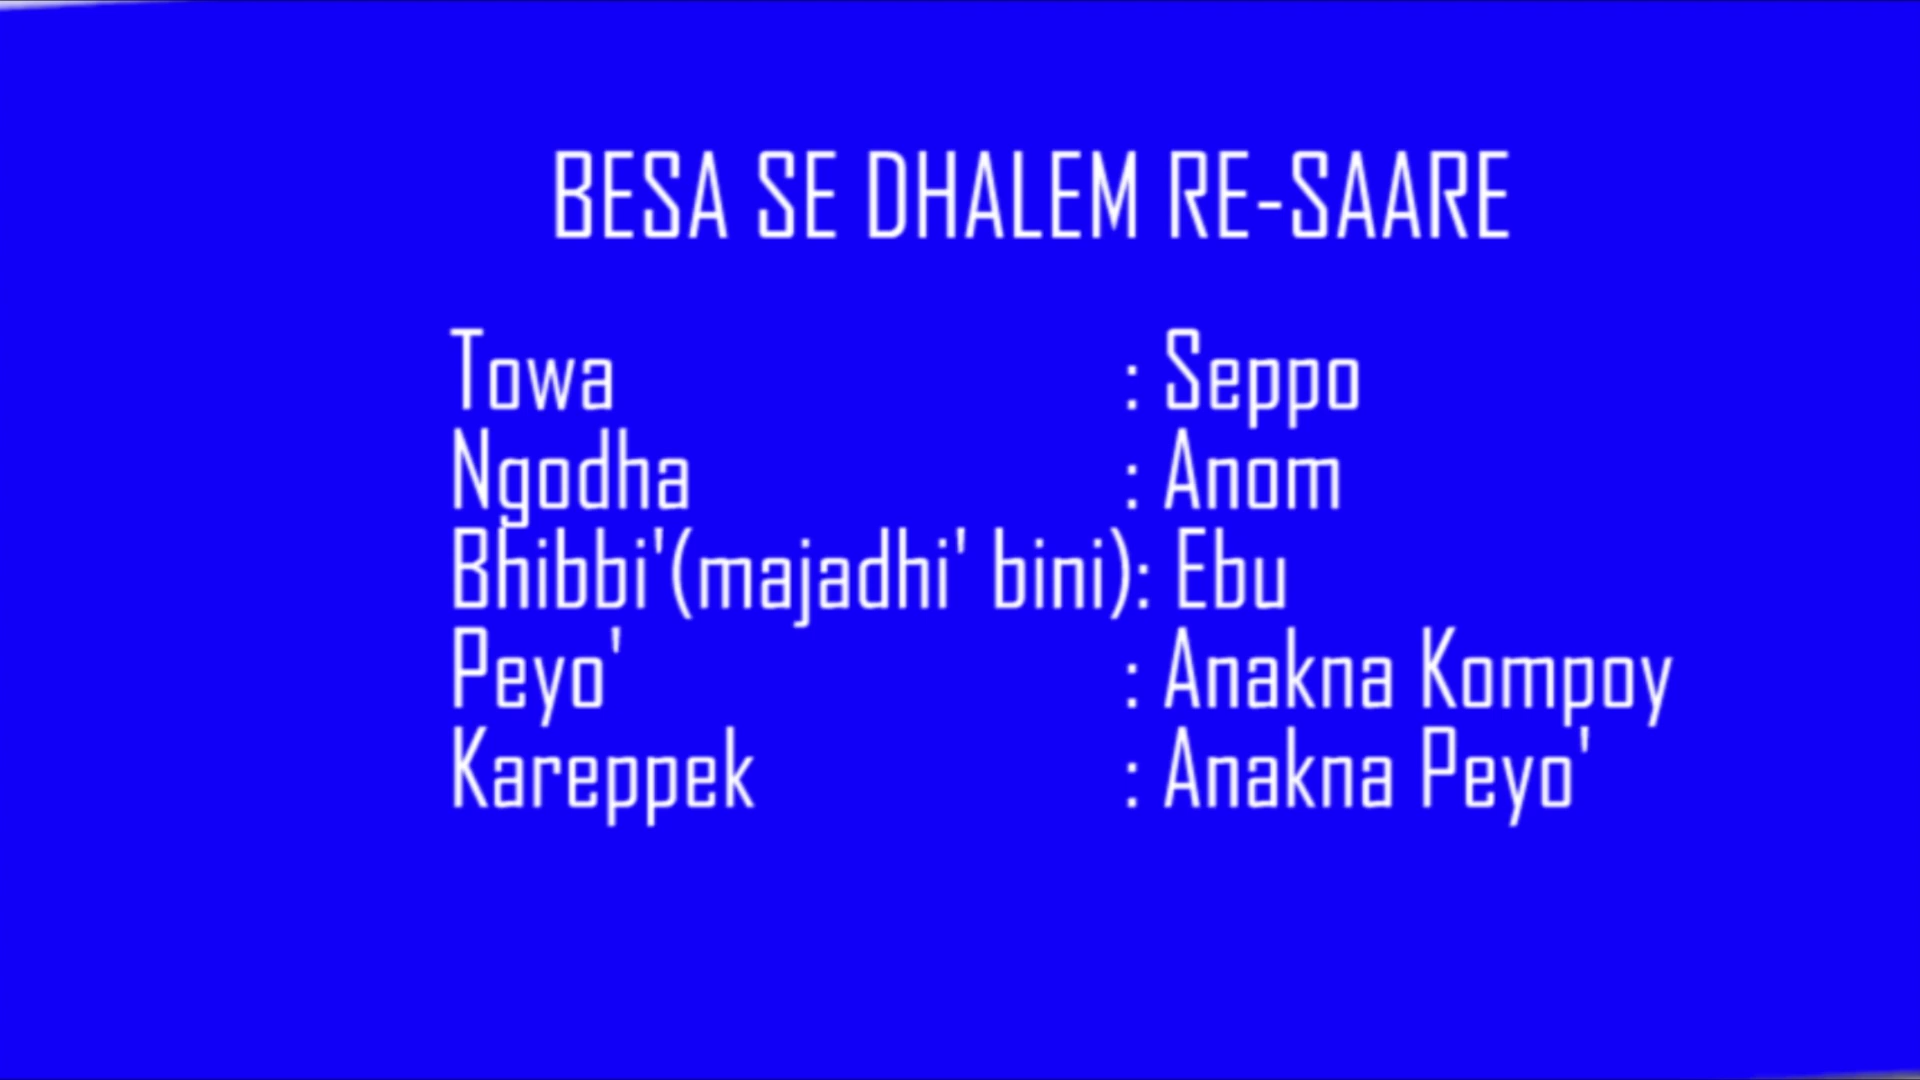 BESA SE DHALEM RE-SAARE
Towa : Seppo
Ngodha : Anom
Bhibbi'(majadhi' bini): Ebu
Peyo' : Anakna Kompoy
Kareppek : Anakna Peyo'